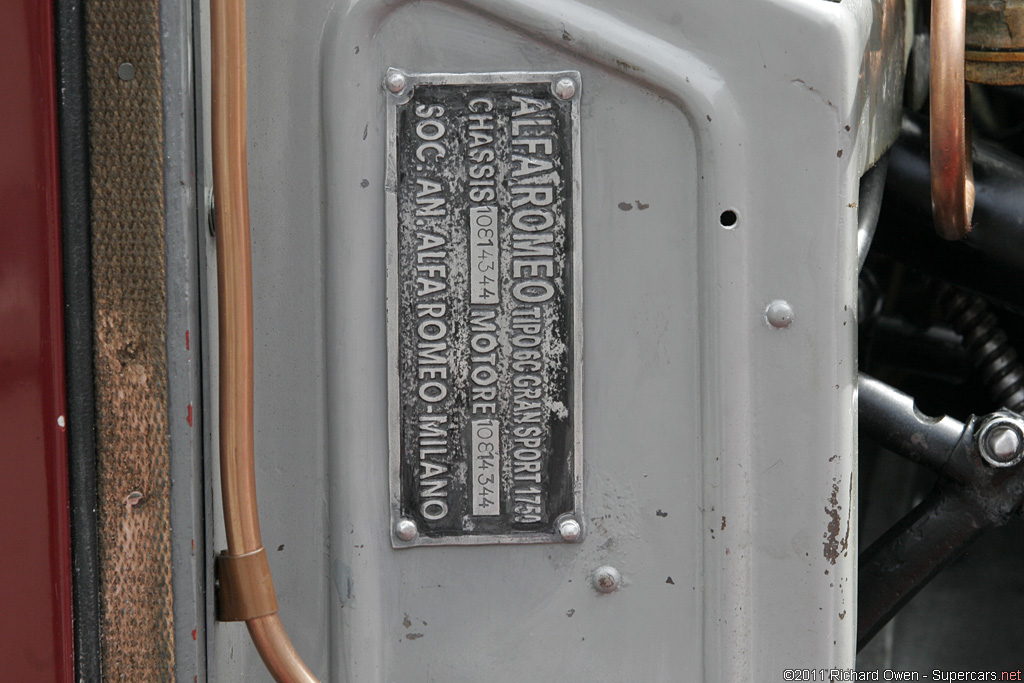 ALFA ROMEO TIPO 6C GRAN SPORT 1750
CHASSIS 10814344 MOTORE 10814344
SOC. AN. ALFA ROMEO-MILANO
©2011 Richard Owen - Supercars.net